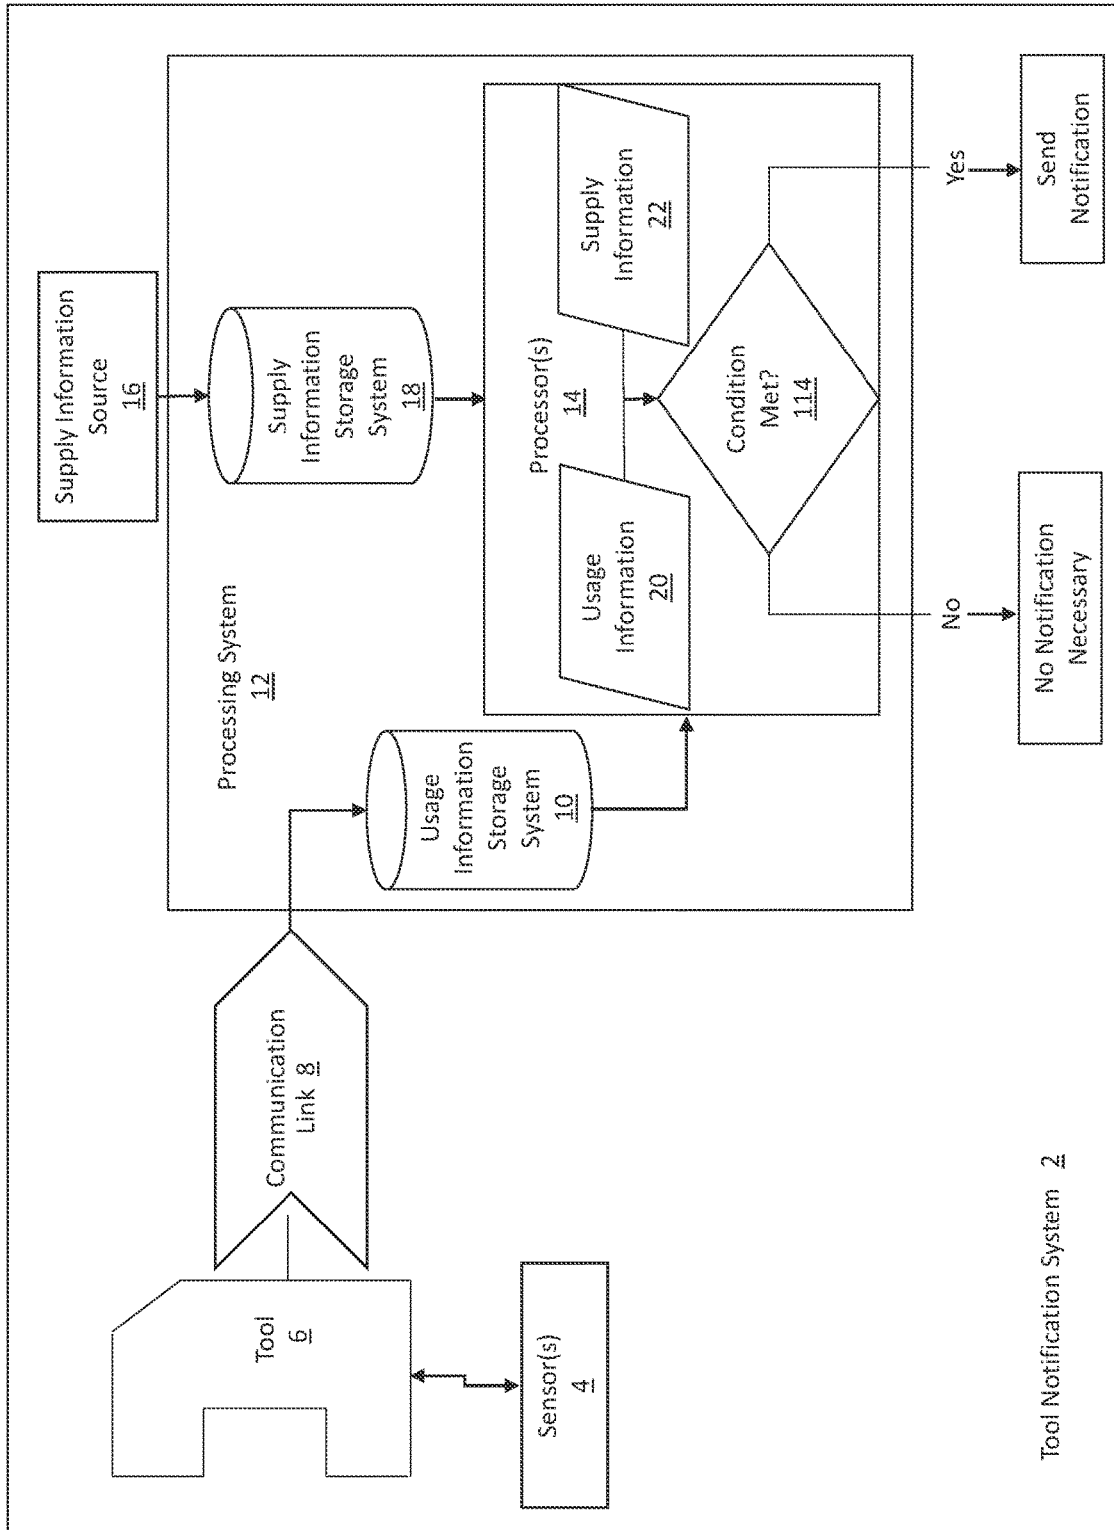 Tool
6
Sensor(s)
4
Communication
Link 8
Processing System
12
Usage
Information
Storage
System
10
Supply Information
Source
16
Supply
Information
Storage
System
18
Processor(s)
14
Usage
Information
20
Supply
Information
22
Condition
Met?
114
No
No Notification
Necessary
Yes
Send
Notification
Tool Notification System 2